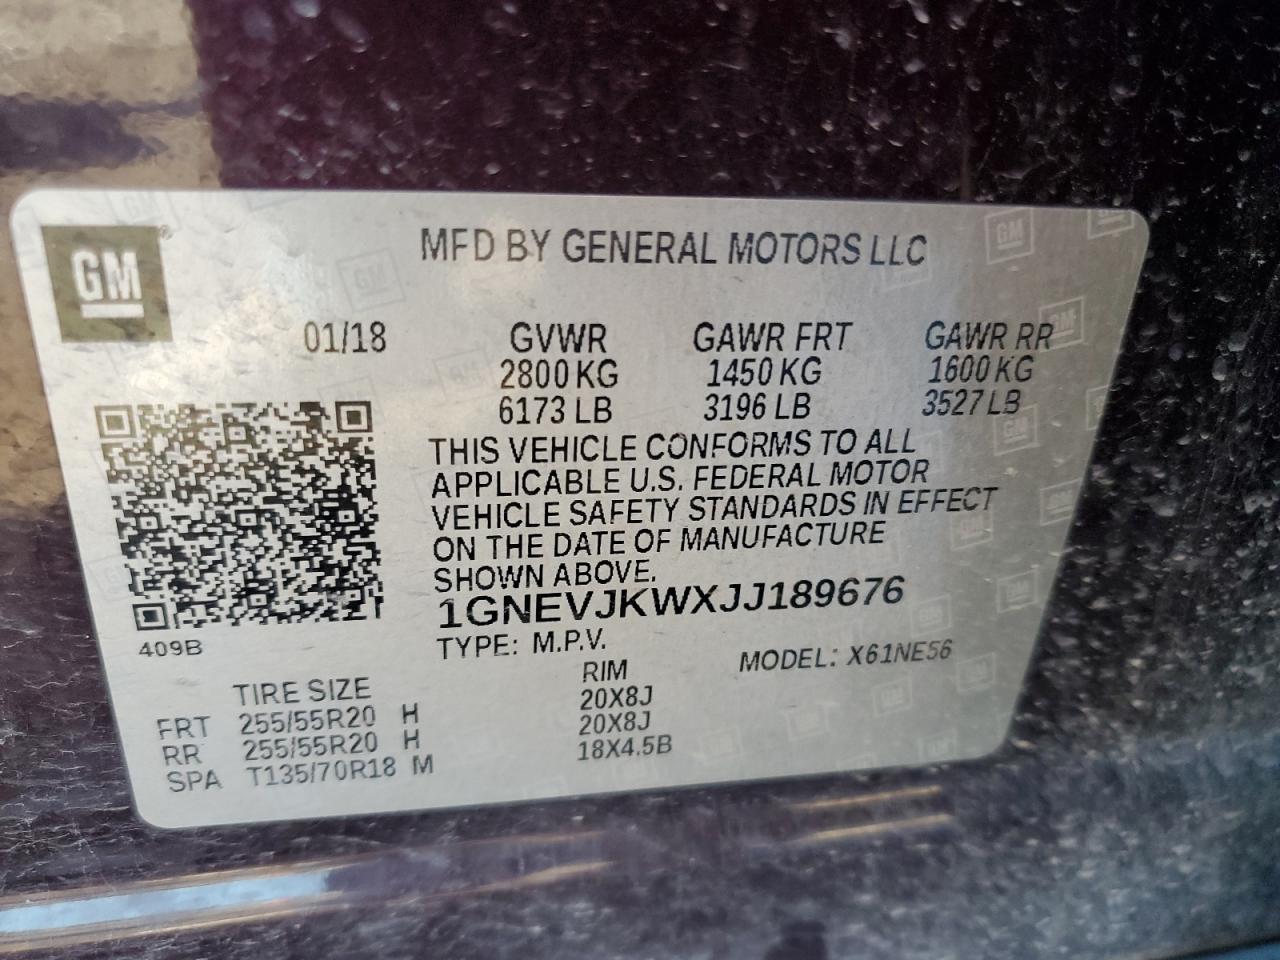 GM
MFD BY GENERAL MOTORS LLC
01/18 GVWR GAWR FRT GAWR RR
2800 KG 1450 KG 1600 KG
6173 LB 3196 LB 3527 LB
THIS VEHICLE CONFORMS TO ALL
APPLICABLE U.S. FEDERAL MOTOR
VEHICLE SAFETY STANDARDS IN EFFECT
ON THE DATE OF MANUFACTURE
SHOWN ABOVE.
1GNEVJKWXJJ189676
409B
TYPE: M.P.V. MODEL: X61NE56
TIRE SIZE RIM
FRT 255/55R20 H 20X8J
RR 255/55R20 H 20X8J
SPA T135/70R18 M 18X4.5B